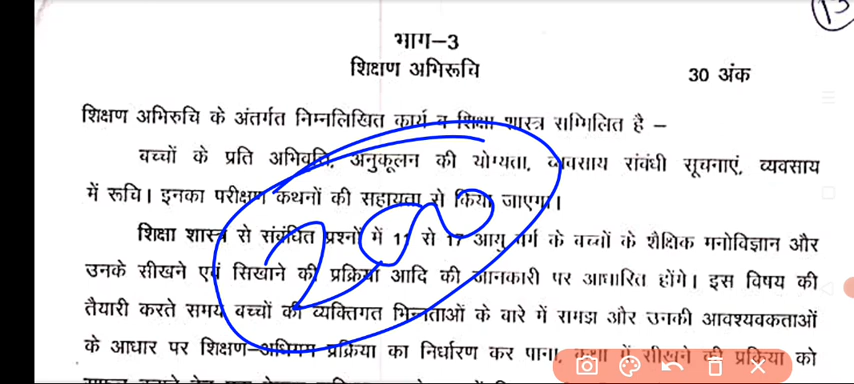 13
भाग-3
शिक्षण अभिरूचि
30 अंक
शिक्षण अभिरुचि के अंतर्गत निम्नलिखित कार्य व शिक्षा शास्त्र सम्मिलित है –
बच्चों के प्रति अभिवृत्ति, अनुकूलन की योग्यता, व्यवसाय संबंधी सूचनाएं, व्यवसाय
में रूचि। इनका परीक्षण कथनों की सहायता से किया जाएगा।
शिक्षा शास्त्र से संबंधित प्रश्नों में 11 से 17 आयु वर्ग के बच्चों के शैक्षिक मनोविज्ञान और
उनके सीखने एवं सिखाने की प्रक्रिया आदि की जानकारी पर आधारित होंगे। इस विषय की
तैयारी करते समय बच्चों की व्यक्तिगत भिन्नताओं के बारे में समझ और उनकी आवश्यवकताओं
के आधार पर शिक्षण-अधिगम प्रक्रिया का निर्धारण कर पाना, कक्षा में सीखने की प्रक्रिया को
200